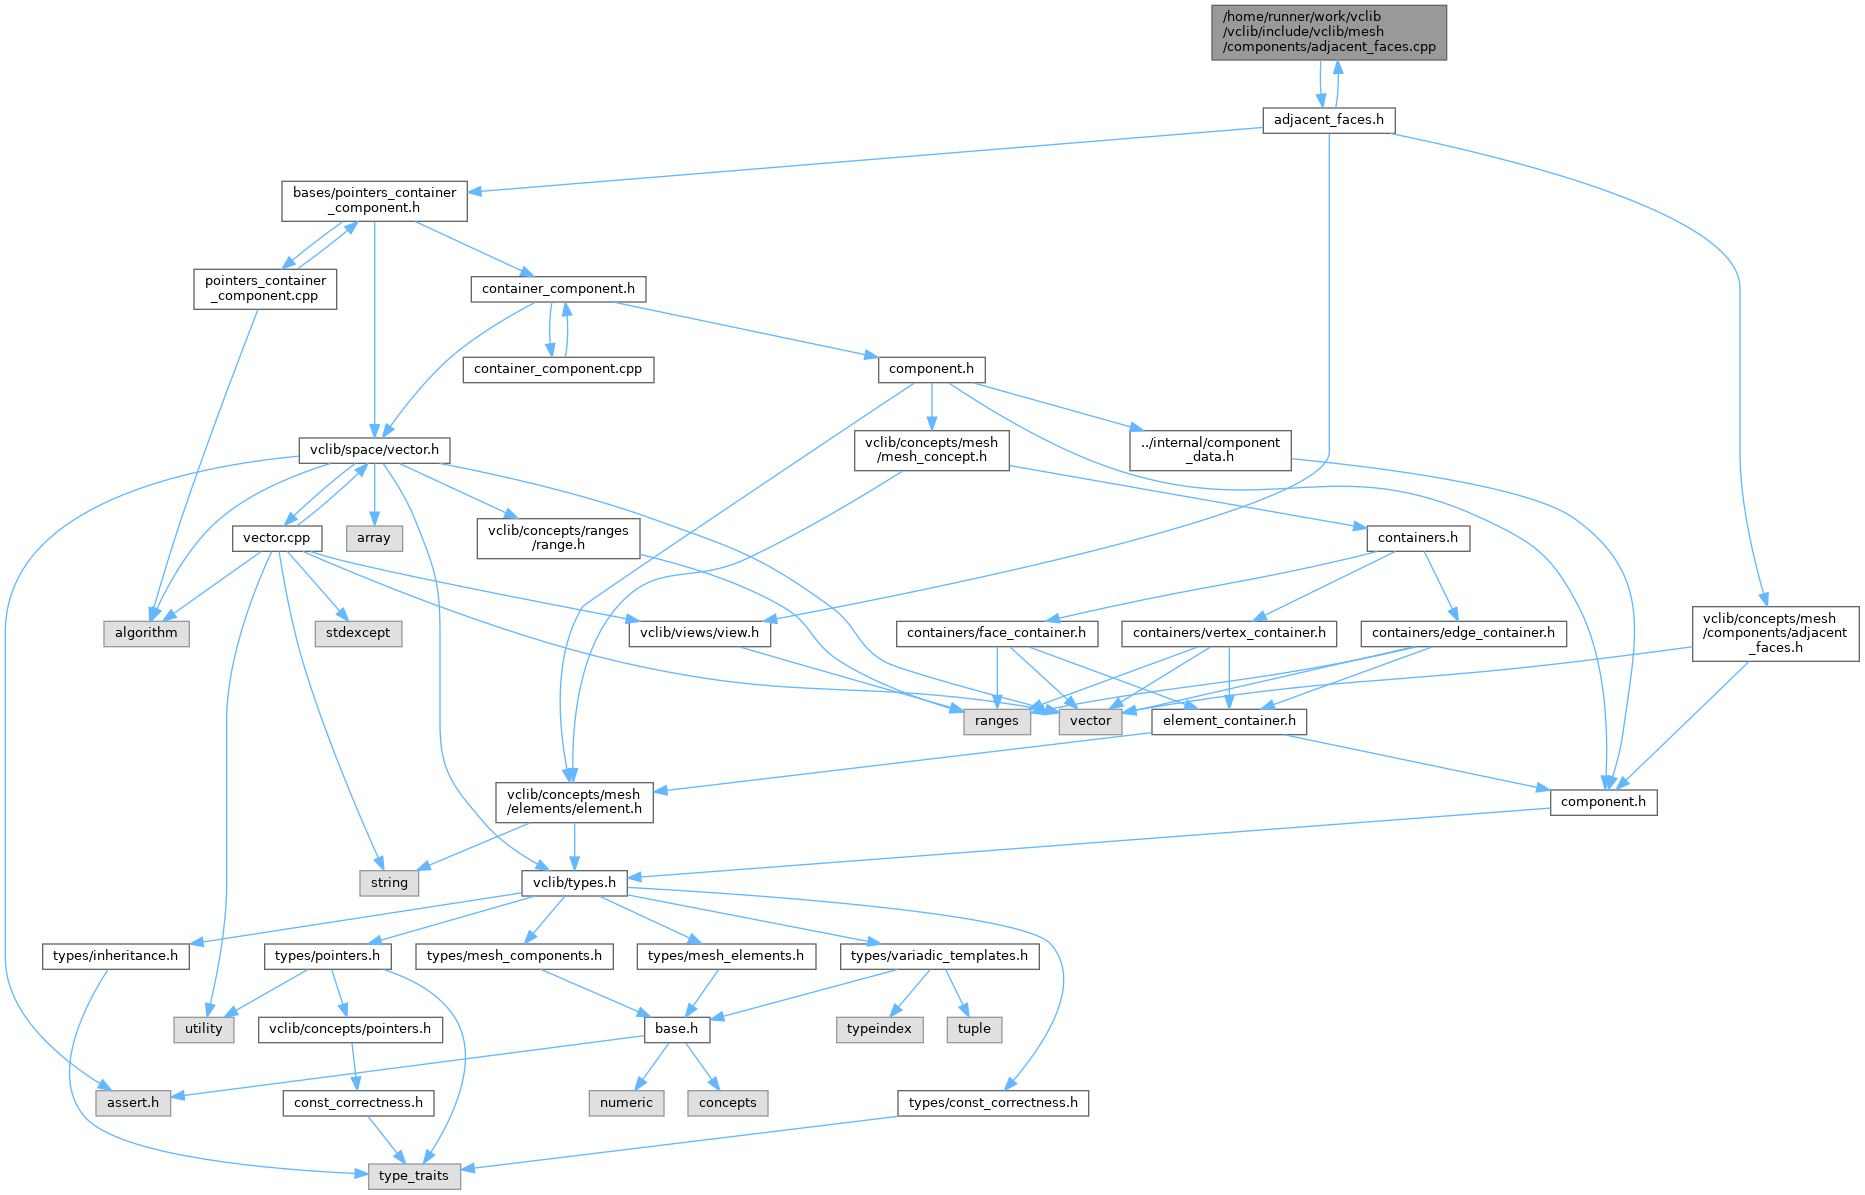 /home/runner/work/vclib
/vclib/include/vclib/mesh
/components/adjacent_faces.cpp
adjacent_faces.h
bases/pointers_container
_component.h
pointers_container
_component.cpp
container_component.h
container_component.cpp
component.h
vclib/space/vector.h
vclib/concepts/mesh
/mesh_concept.h
../internal/component
_data.h
vector.cpp
array
vclib/concepts/ranges
/range.h
containers.h
algorithm
stdexcept
vclib/views/view.h
containers/face_container.h
containers/vertex_container.h
containers/edge_container.h
vclib/concepts/mesh
/components/adjacent
_faces.h
ranges
vector
element_container.h
vclib/concepts/mesh
/elements/element.h
component.h
string
vclib/types.h
types/inheritance.h
types/pointers.h
types/mesh_components.h
types/mesh_elements.h
types/variadic_templates.h
utility
vclib/concepts/pointers.h
base.h
typeindex
tuple
assert.h
const_correctness.h
numeric
concepts
types/const_correctness.h
type_traits